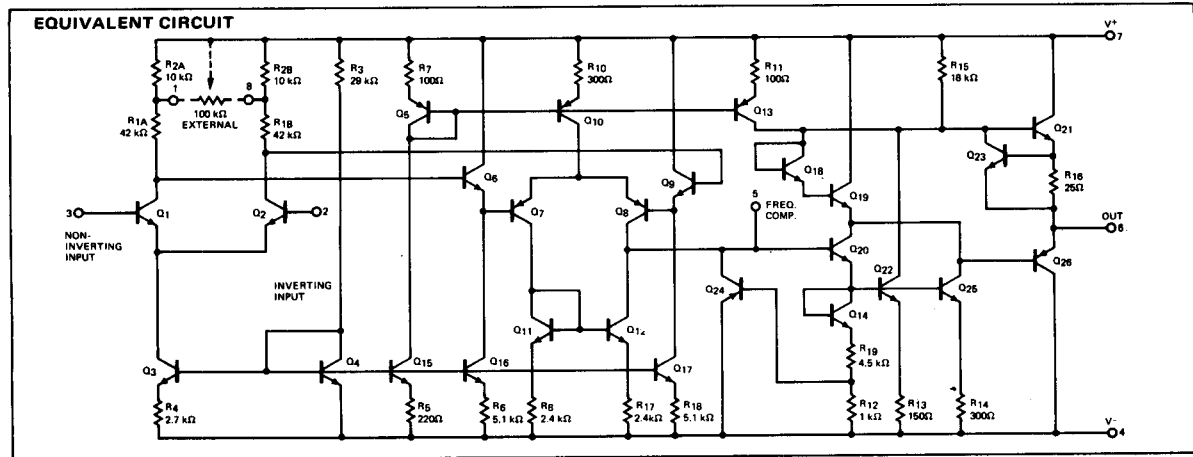 EQUIVALENT CIRCUIT
V+
7
R2A
10 kΩ
R2B
10 kΩ
R3
29 kΩ
R7
100Ω
R10
300Ω
R11
100Ω
R15
18 kΩ
1
8
100 kΩ
EXTERNAL
R1A
42 kΩ
R1B
42 kΩ
Q5
Q10
Q13
Q21
Q23
Q18
R16
25Ω
Q6
Q9
Q19
3
Q1
Q2
2
Q7
Q8
5
FREQ.
COMP.
OUT
6
NON-
INVERTING
INPUT
Q20
Q26
INVERTING
INPUT
Q22
Q24
Q25
Q14
Q11
Q12
Q3
Q4
Q15
Q16
Q17
R19
4.5 kΩ
R4
2.7 kΩ
R5
220Ω
R6
5.1 kΩ
R8
2.4 kΩ
R17
2.4kΩ
R18
5.1 kΩ
R12
1 kΩ
R13
150Ω
R14
300Ω
V-
4